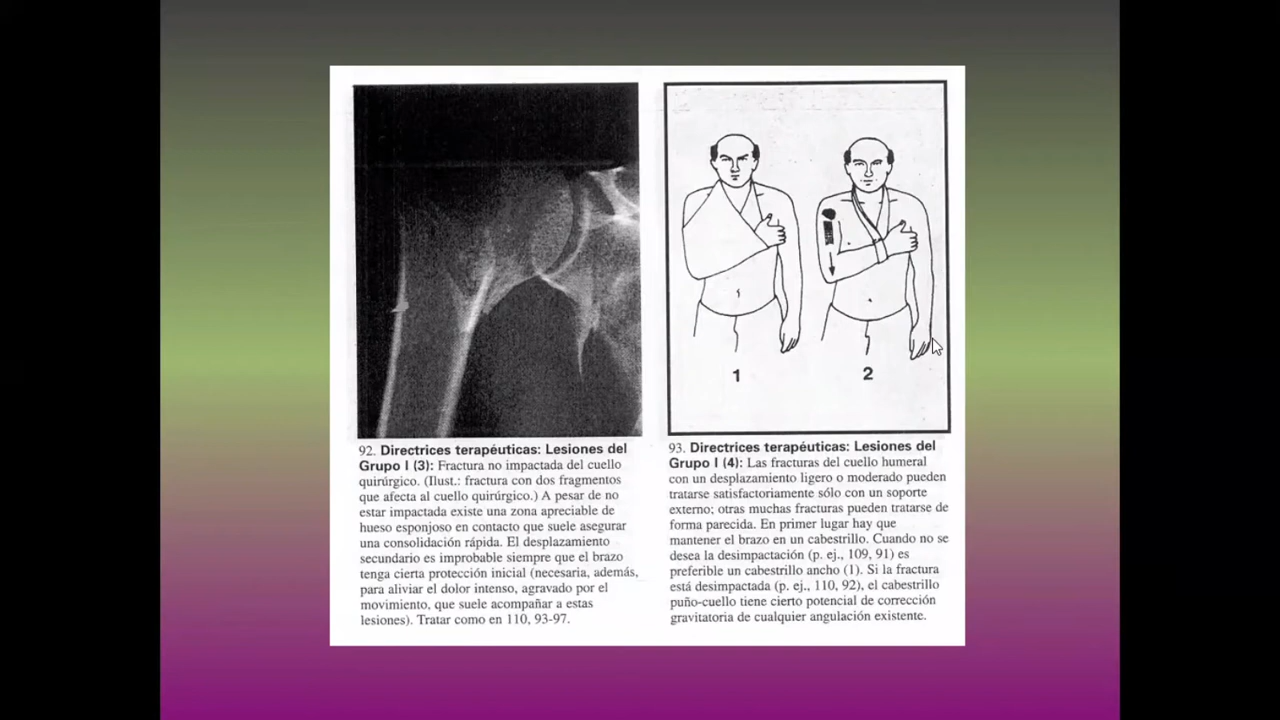 1
2
92. Directrices terapéuticas: Lesiones del
Grupo I (3): Fractura no impactada del cuello
quirúrgico. (Ilust.: fractura con dos fragmentos
que afecta al cuello quirúrgico.) A pesar de no
estar impactada existe una zona apreciable de
hueso esponjoso en contacto que suele asegurar
una consolidación rápida. El desplazamiento
secundario es improbable siempre que el brazo
tenga cierta protección inicial (necesaria, además,
para aliviar el dolor intenso, agravado por el
movimiento, que suele acompañar a estas
lesiones). Tratar como en 110, 93-97.
93. Directrices terapéuticas: Lesiones del
Grupo I (4): Las fracturas del cuello humeral
con un desplazamiento ligero o moderado pueden
tratarse satisfactoriamente sólo con un soporte
externo; otras muchas fracturas pueden tratarse de
forma parecida. En primer lugar hay que
mantener el brazo en un cabestrillo. Cuando no se
desea la desimpactación (p. ej., 109, 91) es
preferible un cabestrillo ancho (1). Si la fractura
está desimpactada (p. ej., 110, 92), el cabestrillo
puño-cuello tiene cierto potencial de corrección
gravitatoria de cualquier angulación existente.